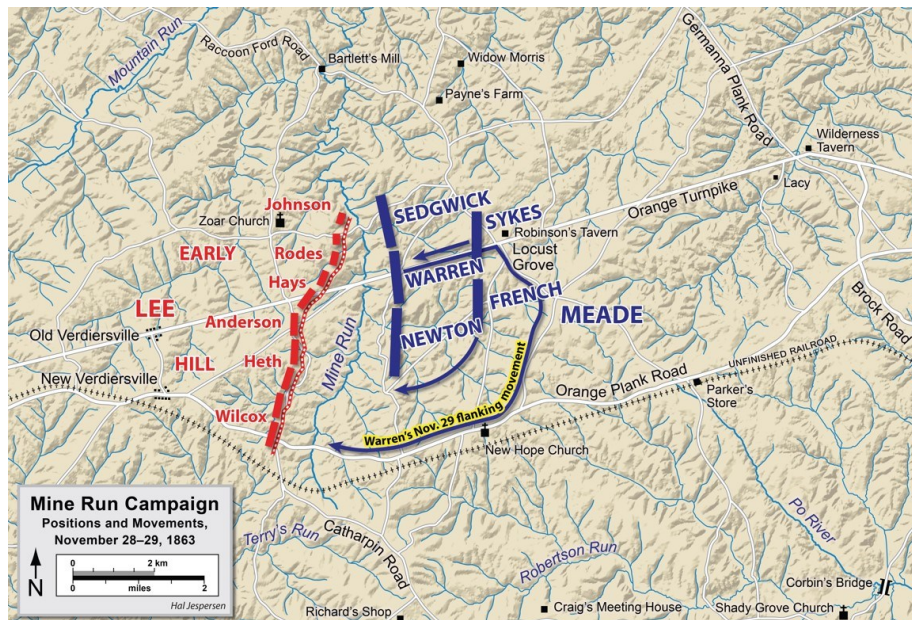 Mountain Run
Raccoon Ford Road
Bartlett's Mill
Widow Morris
Payne's Farm
Germanna Plank Road
Wilderness Tavern
Lacy
Orange Turnpike
Johnson
Zoar Church
SEDGWICK
SYKES
Robinson's Tavern
Locust Grove
EARLY
Rodes
Hays
WARREN
FRENCH
LEE
Anderson
MEADE
Old Verdiersville
NEWTON
Mine Run
HILL
Heth
Brock Road
UNFINISHED RAILROAD
New Verdiersville
Orange Plank Road
Parker's Store
Wilcox
Warren's Nov. 29 flanking movement
New Hope Church
Mine Run Campaign
Positions and Movements,
November 28–29, 1863
0 2 km
0 miles 2
N
Hal Jespersen
Terry's Run
Catharpin Road
Robertson Run
Po River
Corbin's Bridge
Richard's Shop
Craig's Meeting House
Shady Grove Church